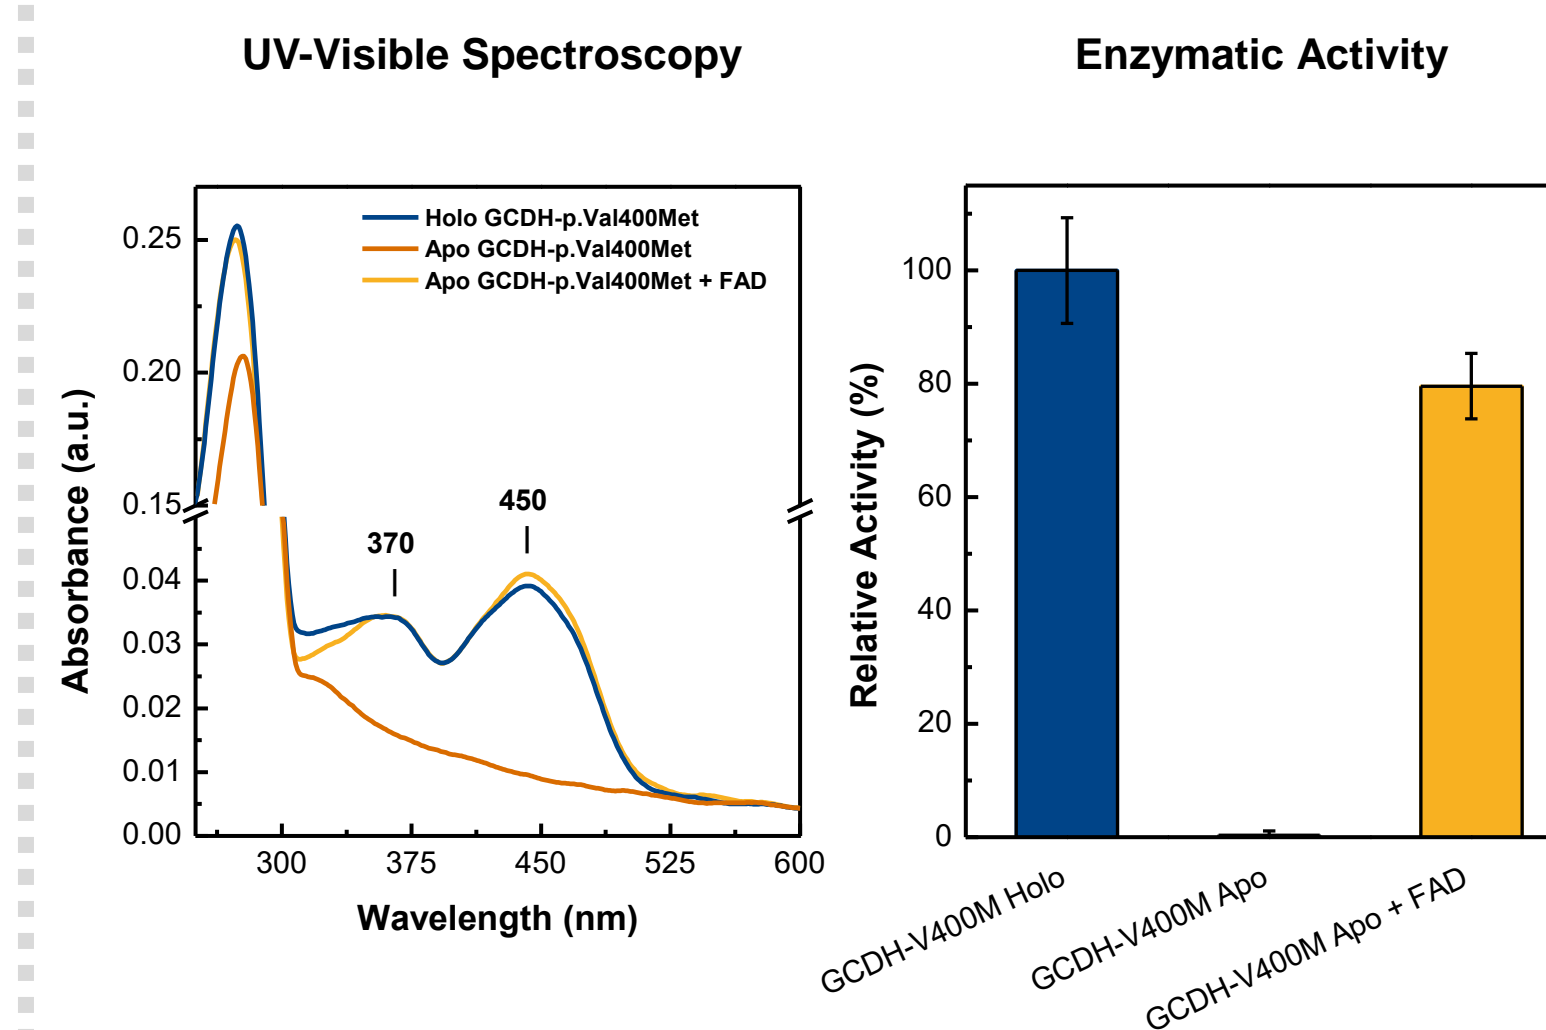 UV-Visible Spectroscopy
Enzymatic Activity
Holo GCDH-p.Val400Met
Apo GCDH-p.Val400Met
Apo GCDH-p.Val400Met + FAD
0.25
0.20
0.15
0.04
0.03
0.02
0.01
0.00
370
450
300 375 450 525 600
Absorbance (a.u.)
Wavelength (nm)
100
80
60
40
20
0
Relative Activity (%)
GCDH-V400M Holo
GCDH-V400M Apo
GCDH-V400M Apo + FAD